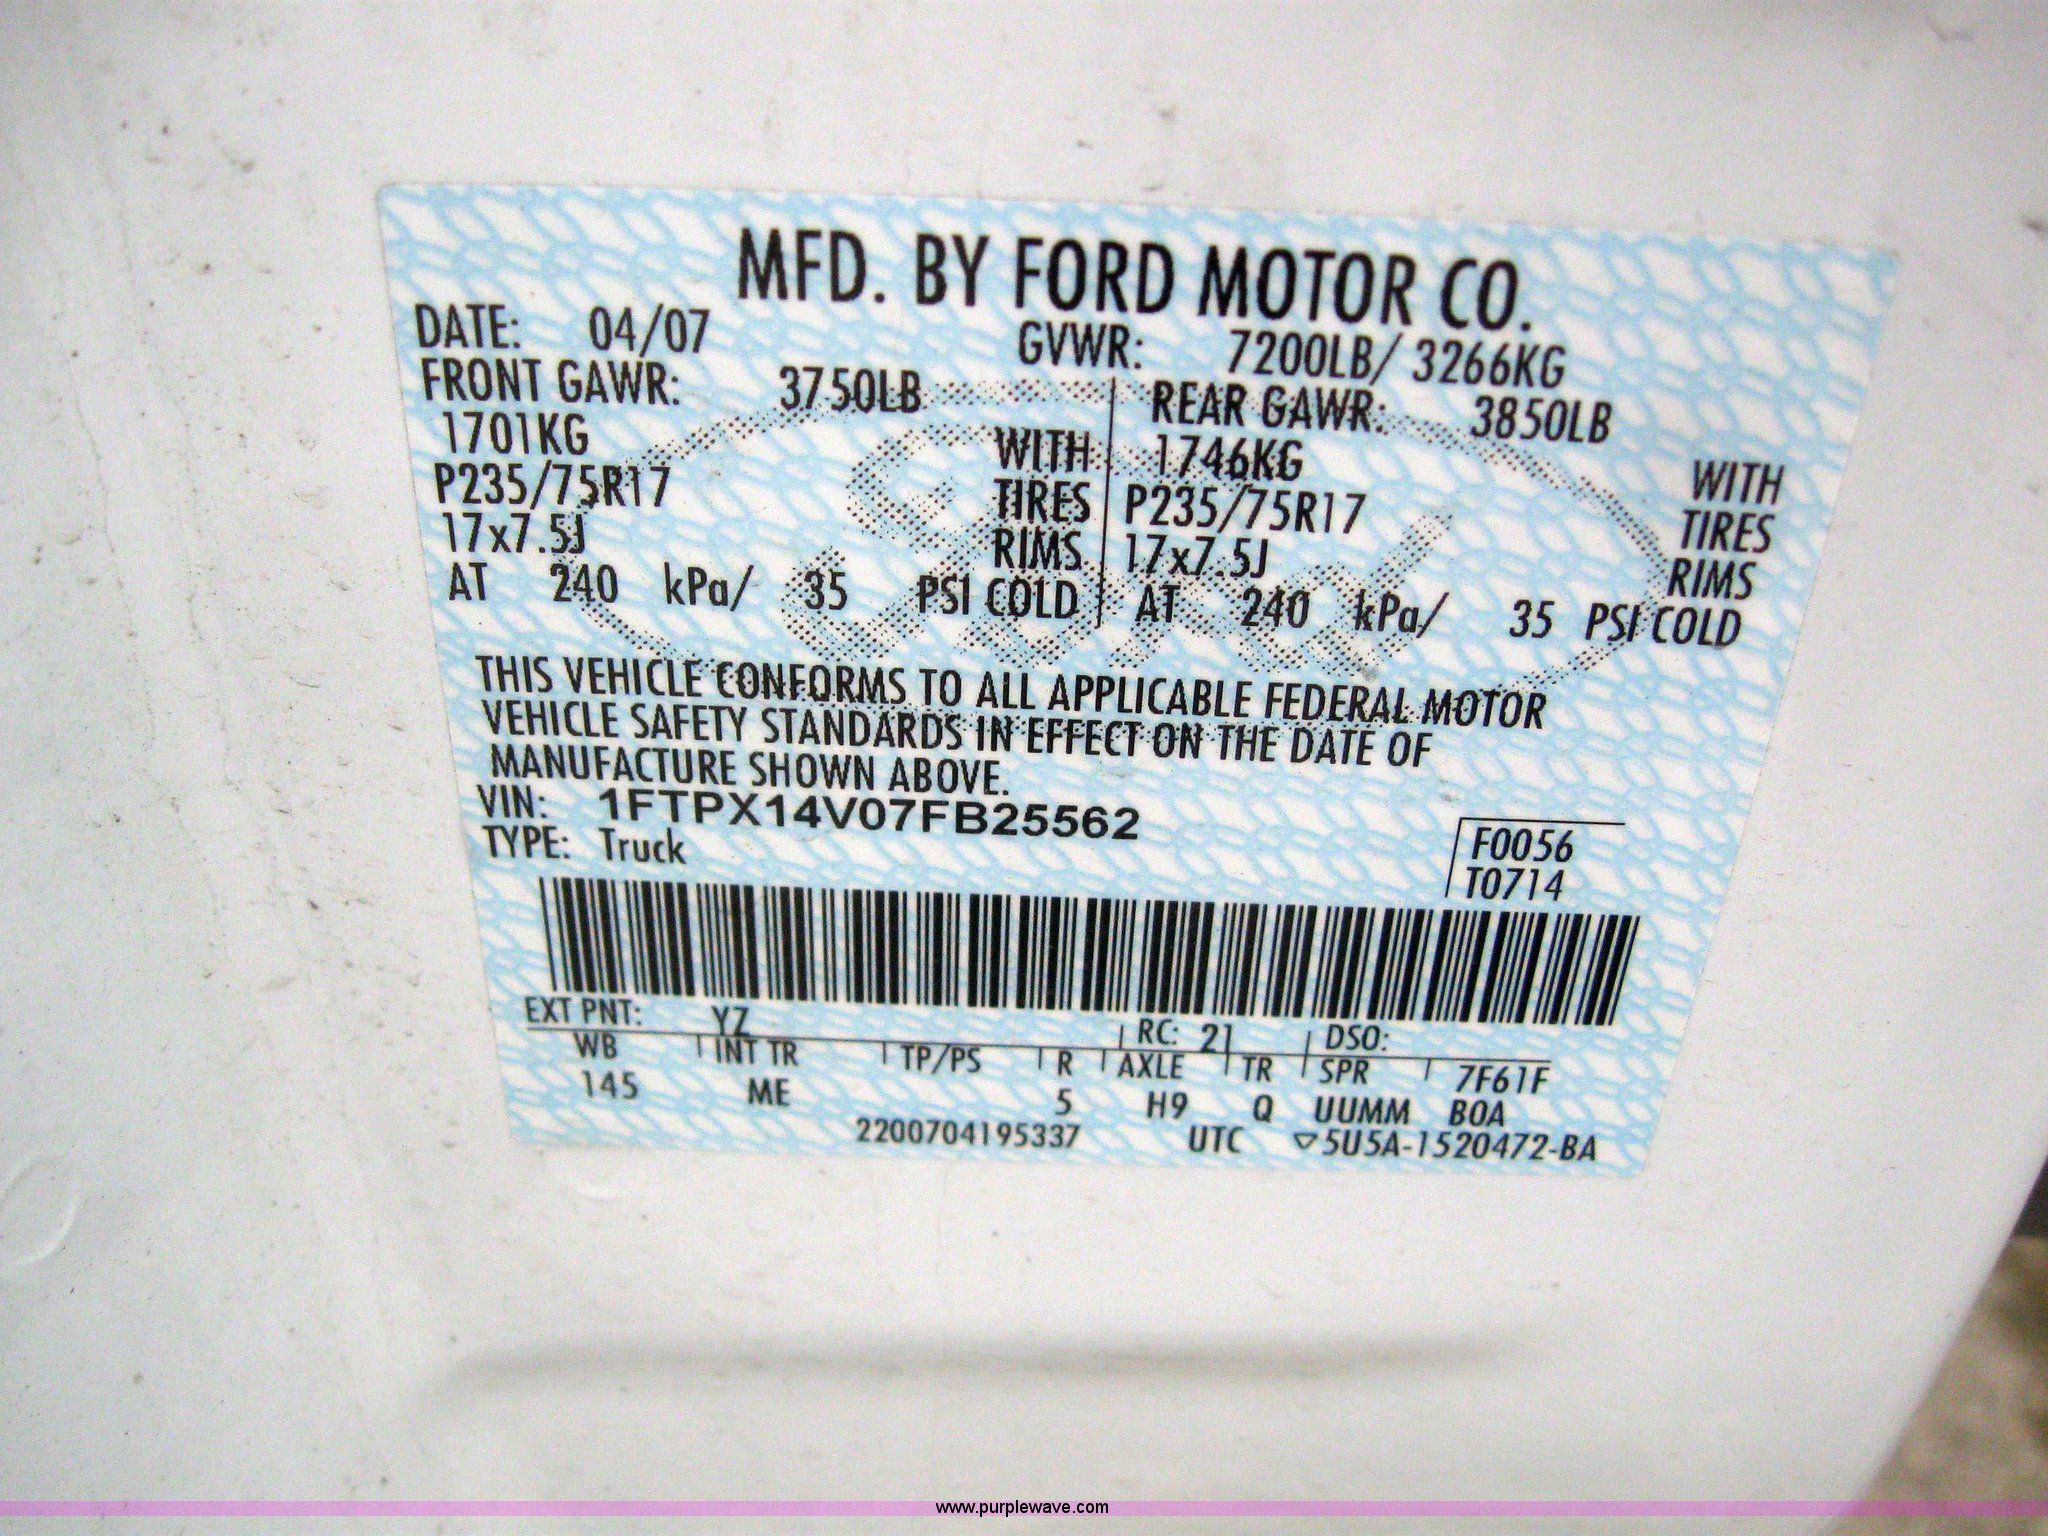 MFD. BY FORD MOTOR CO.
DATE: 04/07 GVWR: 7200LB/ 3266KG
FRONT GAWR: 3750LB REAR GAWR: 3850LB
1701KG WITH 1746KG WITH
P235/75R17 TIRES P235/75R17 TIRES
17x7.5J RIMS 17x7.5J RIMS
AT 240 kPa/ 35 PSI COLD AT 240 kPa/ 35 PSI COLD
Ford
THIS VEHICLE CONFORMS TO ALL APPLICABLE FEDERAL MOTOR
VEHICLE SAFETY STANDARDS IN EFFECT ON THE DATE OF
MANUFACTURE SHOWN ABOVE.
VIN: 1FTPX14V07FB25562
TYPE: Truck
F0056
T0714
EXT PNT: YZ RC: 21 DSO:
WB INT TR TP/PS R AXLE TR SPR 7F61F
145 ME 5 H9 Q UUMM BOA
2200704195337 UTC ▽5U5A-1520472-BA
www.purplewave.com